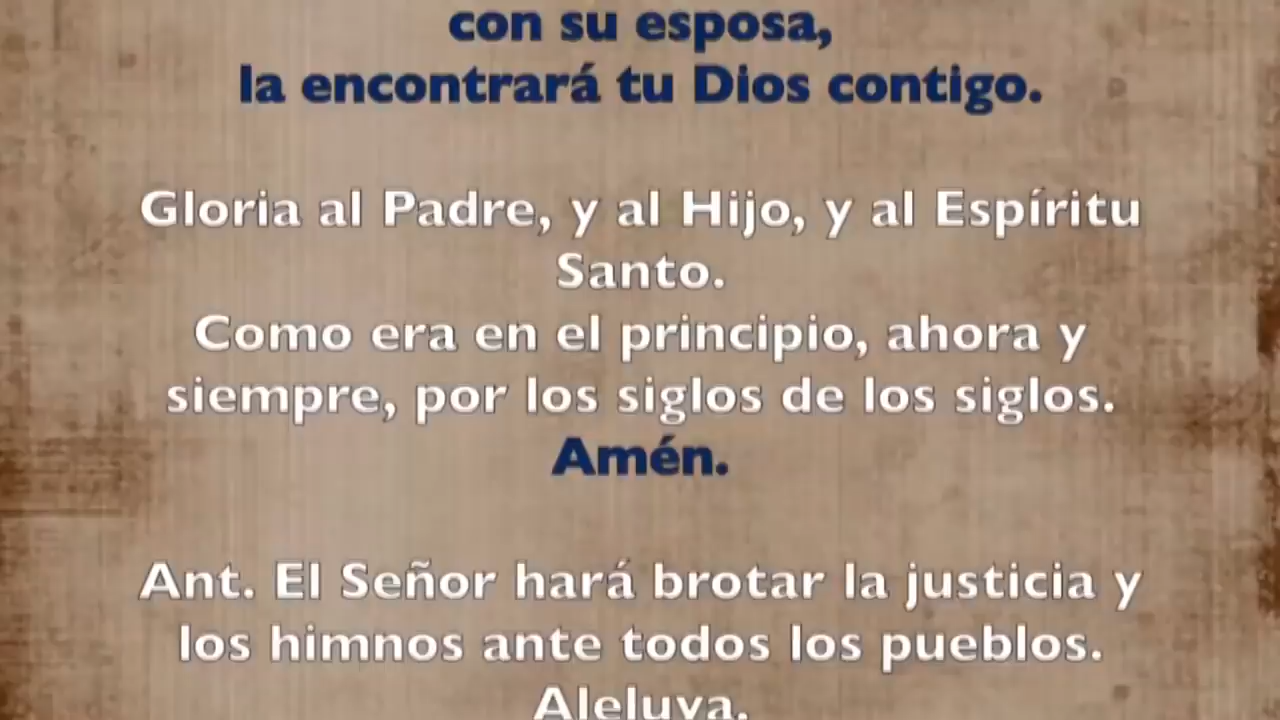 con su esposa,
la encontrará tu Dios contigo.
Gloria al Padre, y al Hijo, y al Espíritu
Santo.
Como era en el principio, ahora y
siempre, por los siglos de los siglos.
Amén.
Ant. El Señor hará brotar la justicia y
los himnos ante todos los pueblos.
Aleluya.